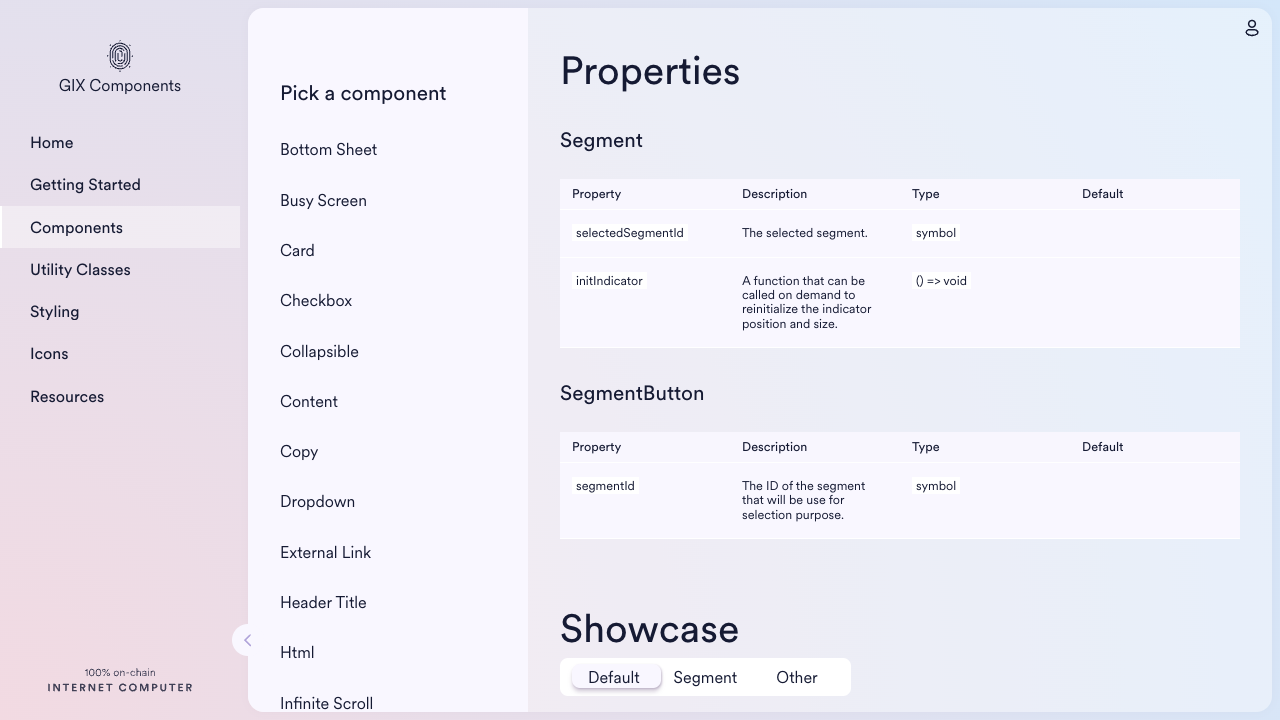 GIX Components
Home
Getting Started
Components
Utility Classes
Styling
Icons
Resources
100% on-chain
INTERNET COMPUTER
Pick a component
Bottom Sheet
Busy Screen
Card
Checkbox
Collapsible
Content
Copy
Dropdown
External Link
Header Title
Html
Infinite Scroll
Properties
Segment
Property Description Type Default
selectedSegmentId The selected segment. symbol
initIndicator A function that can be () => void
called on demand to
reinitialize the indicator
position and size.
SegmentButton
Property Description Type Default
segmentId The ID of the segment symbol
that will be use for
selection purpose.
Showcase
Default Segment Other